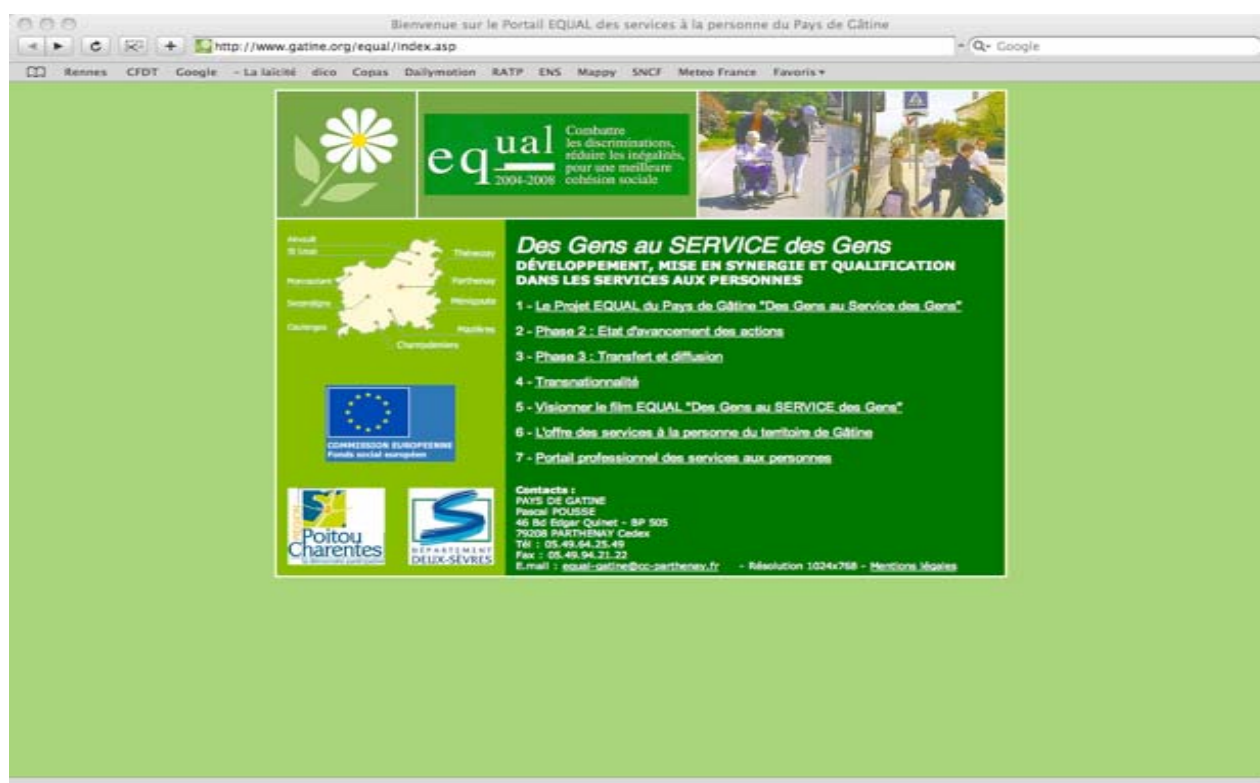 Bienvenue sur le Portail EQUAL des services à la personne du Pays de Gâtine
http://www.gatine.org/equal/index.asp
Google
Rennes CFDT Google - La laïcité dico Copas Dailymotion RATP ENS Mappy SNCF Meteo France Favoris
equal
2004-2008
Combattre
les discriminations,
réduire les inégalités,
pour une meilleure
cohésion sociale
Airvault
St Loup
Thénezay
Moncoutant
Parthenay
Secondigny
Ménigoute
Coulonges
Mazières
Champdeniers
COMMISSION EUROPEENNE
Fonds social européen
REGION
Poitou
Charentes
DÉPARTEMENT
DEUX-SÈVRES
Des Gens au SERVICE des Gens
DÉVELOPPEMENT, MISE EN SYNERGIE ET QUALIFICATION
DANS LES SERVICES AUX PERSONNES
1 - Le Projet EQUAL du Pays de Gâtine "Des Gens au Service des Gens"
2 - Phase 2 : Etat d'avancement des actions
3 - Phase 3 : Transfert et diffusion
4 - Transnationnalité
5 - Visionner le film EQUAL "Des Gens au SERVICE des Gens"
6 - L'offre des services à la personne du territoire de Gâtine
7 - Portail professionnel des services aux personnes
Contacts :
PAYS DE GATINE
Pascal POUSSE
46 Bd Edgar Quinet - BP 505
79208 PARTHENAY Cedex
Tél : 05.49.64.25.49
Fax : 05.49.94.21.22
E.mail : equal-gatine@cc-parthenay.fr - Résolution 1024x768 - Mentions légales